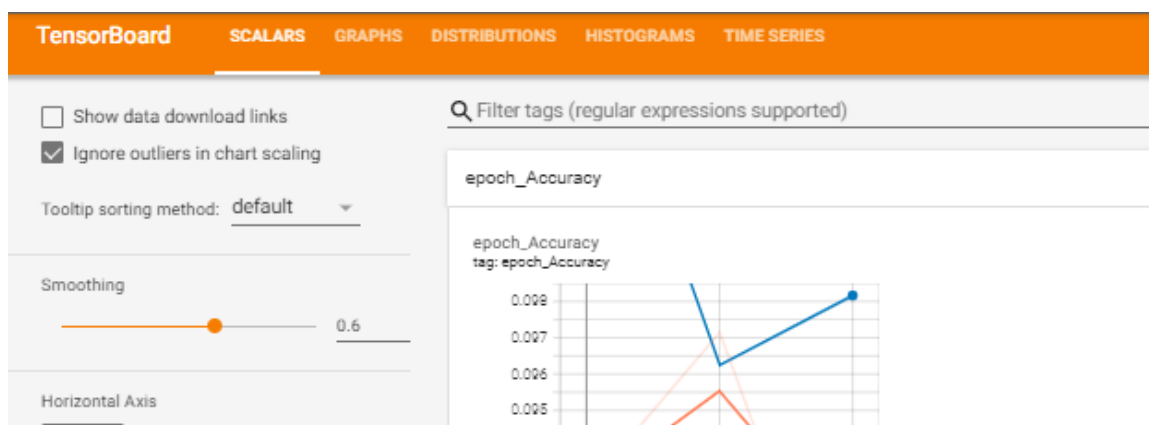 TensorBoard SCALARS GRAPHS DISTRIBUTIONS HISTOGRAMS TIME SERIES
Show data download links
Ignore outliers in chart scaling
Tooltip sorting method: default
Smoothing
0.6
Horizontal Axis
Filter tags (regular expressions supported)
epoch_Accuracy
epoch_Accuracy
tag: epoch_Accuracy
0.098
0.097
0.096
0.095